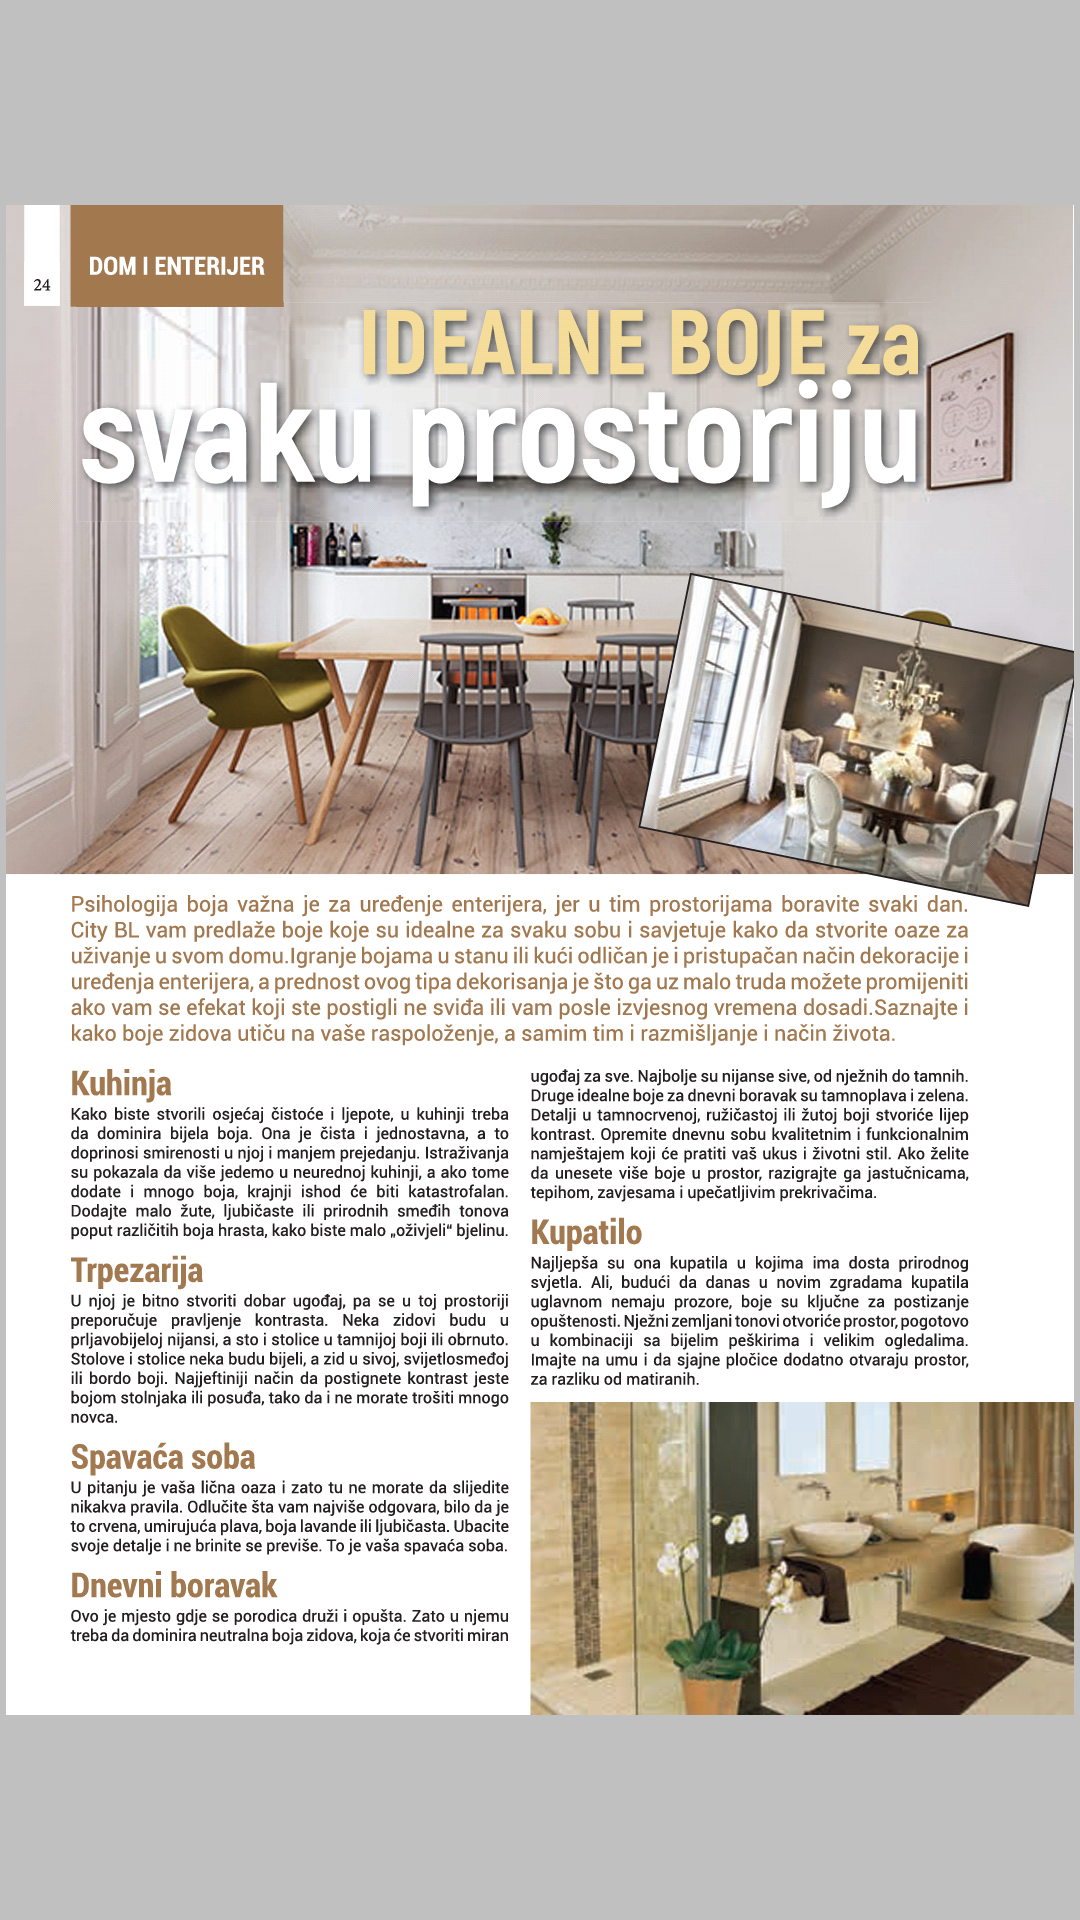 24
DOM I ENTERIJER
IDEALNE BOJE za
svaku prostoriju
Psihologija boja važna je za uređenje enterijera, jer u tim prostorijama boravite svaki dan.
City BL vam predlaže boje koje su idealne za svaku sobu i savjetuje kako da stvorite oaze za
uživanje u svom domu.Igranje bojama u stanu ili kući odličan je i pristupačan način dekoracije i
uređenja enterijera, a prednost ovog tipa dekorisanja je što ga uz malo truda možete promijeniti
ako vam se efekat koji ste postigli ne sviđa ili vam posle izvjesnog vremena dosadi.Saznajte i
kako boje zidova utiču na vaše raspoloženje, a samim tim i razmišljanje i način života.
Kuhinja
Kako biste stvorili osjećaj čistoće i ljepote, u kuhinji treba
da dominira bijela boja. Ona je čista i jednostavna, a to
doprinosi smirenosti u njoj i manjem prejedanju. Istraživanja
su pokazala da više jedemo u neurednoj kuhinji, a ako tome
dodate i mnogo boja, krajnji ishod će biti katastrofalan.
Dodajte malo žute, ljubičaste ili prirodnih smeđih tonova
poput različitih boja hrasta, kako biste malo „oživjeli“ bjelinu.
Trpezarija
U njoj je bitno stvoriti dobar ugođaj, pa se u toj prostoriji
preporučuje pravljenje kontrasta. Neka zidovi budu u
prljavobijeloj nijansi, a sto i stolice u tamnijoj boji ili obrnuto.
Stolove i stolice neka budu bijeli, a zid u sivoj, svijetlosmeđoj
ili bordo boji. Najjeftiniji način da postignete kontrast jeste
bojom stolnjaka ili posuđa, tako da i ne morate trošiti mnogo
novca.
Spavaća soba
U pitanju je vaša lična oaza i zato tu ne morate da slijedite
nikakva pravila. Odlučite šta vam najviše odgovara, bilo da je
to crvena, umirujuća plava, boja lavande ili ljubičasta. Ubacite
svoje detalje i ne brinite se previše. To je vaša spavaća soba.
Dnevni boravak
Ovo je mjesto gdje se porodica druži i opušta. Zato u njemu
treba da dominira neutralna boja zidova, koja će stvoriti miran
ugođaj za sve. Najbolje su nijanse sive, od nježnih do tamnih.
Druge idealne boje za dnevni boravak su tamnoplava i zelena.
Detalji u tamnocrvenoj, ružičastoj ili žutoj boji stvoriće lijep
kontrast. Opremite dnevnu sobu kvalitetnim i funkcionalnim
namještajem koji će pratiti vaš ukus i životni stil. Ako želite
da unesete više boje u prostor, razigrajte ga jastučnicama,
tepihom, zavjesama i upečatljivim prekrivačima.
Kupatilo
Najljepša su ona kupatila u kojima ima dosta prirodnog
svjetla. Ali, budući da danas u novim zgradama kupatila
uglavnom nemaju prozore, boje su ključne za postizanje
opuštenosti. Nježni zemljani tonovi otvoriće prostor, pogotovo
u kombinaciji sa bijelim peškirima i velikim ogledalima.
Imajte na umu i da sjajne pločice dodatno otvaraju prostor,
za razliku od matiranih.